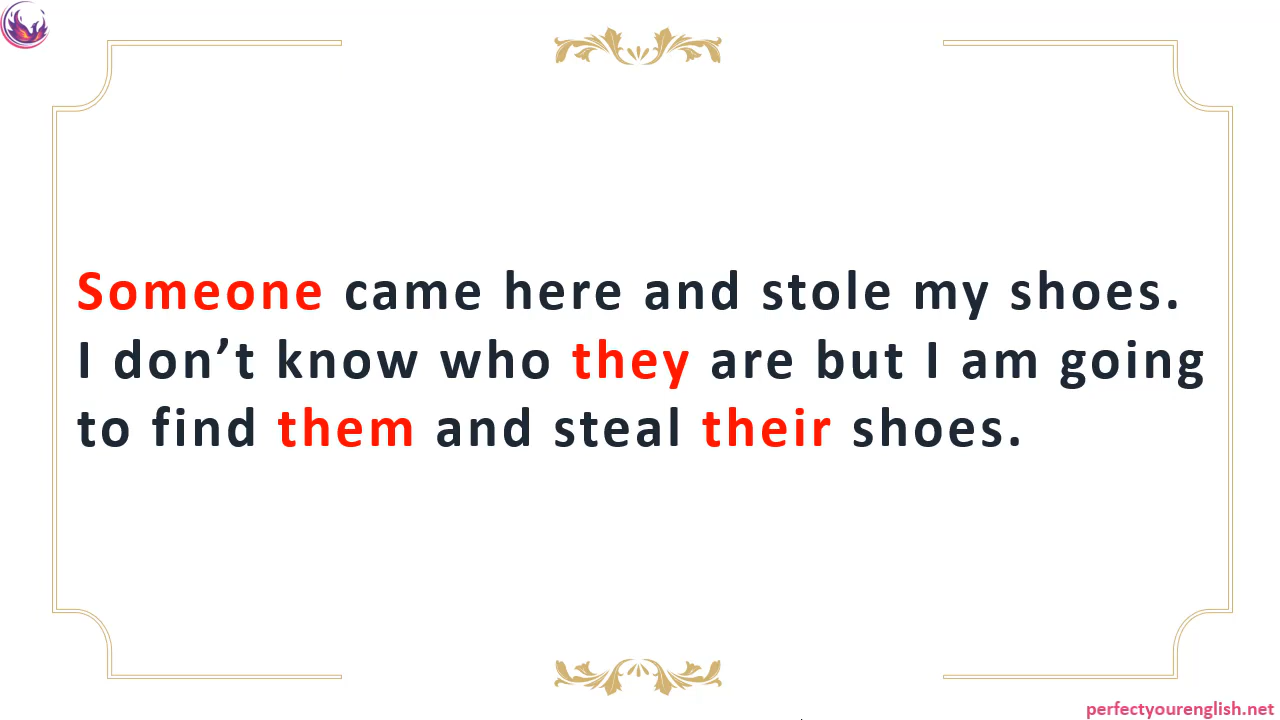 Someone came here and stole my shoes.
I don’t know who they are but I am going
to find them and steal their shoes.
perfectyourenglish.net